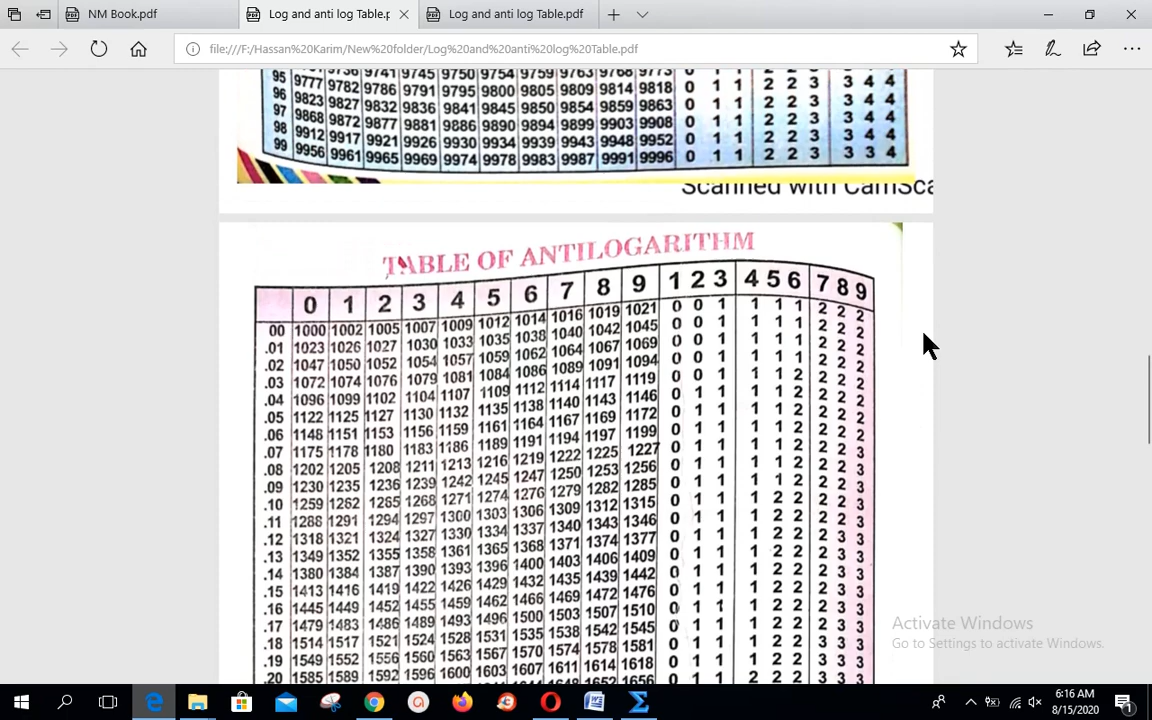 NM Book.pdf
Log and anti log Table.p
Log and anti log Table.pdf
file:///F:/Hassan%20Karim/New%20folder/Log%20and%20anti%20log%20Table.pdf
95 9777 9782 9786 9791 9795 9800 9805 9809 9814 9818 0 1 1 2 2 3 3 4 4
96 9823 9827 9832 9836 9841 9845 9850 9854 9859 9863 0 1 1 2 2 3 3 4 4
97 9868 9872 9877 9881 9886 9890 9894 9899 9903 9908 0 1 1 2 2 3 3 4 4
98 9912 9917 9921 9926 9930 9934 9939 9943 9948 9952 0 1 1 2 2 3 3 4 4
99 9956 9961 9965 9969 9974 9978 9983 9987 9991 9996 0 1 1 2 2 3 3 3 4
Scanned with CamSca
TABLE OF ANTILOGARITHM
0 1 2 3 4 5 6 7 8 9 1 2 3 4 5 6 7 8 9
00 1000 1002 1005 1007 1009 1012 1014 1016 1019 1021 0 0 1 1 1 1 2 2 2
.01 1023 1026 1027 1030 1033 1035 1038 1040 1042 1045 0 0 1 1 1 1 2 2 2
.02 1047 1050 1052 1054 1057 1059 1062 1064 1067 1069 0 0 1 1 1 1 2 2 2
.03 1072 1074 1076 1079 1081 1084 1086 1089 1091 1094 0 0 1 1 1 1 2 2 2
.04 1096 1099 1102 1104 1107 1109 1112 1114 1117 1119 0 0 1 1 1 2 2 2 2
.05 1122 1125 1127 1130 1132 1135 1138 1140 1143 1146 0 1 1 1 1 2 2 2 2
.06 1148 1151 1153 1156 1159 1161 1164 1167 1169 1172 0 1 1 1 1 2 2 2 2
.07 1175 1178 1180 1183 1186 1189 1191 1194 1197 1199 0 1 1 1 1 2 2 2 2
.08 1202 1205 1208 1211 1213 1216 1219 1222 1225 1227 0 1 1 1 1 2 2 2 3
.09 1230 1235 1236 1239 1242 1245 1247 1250 1253 1256 0 1 1 1 1 2 2 2 3
.10 1259 1262 1265 1268 1271 1274 1276 1279 1282 1285 0 1 1 1 1 2 2 2 3
.11 1288 1291 1294 1297 1300 1303 1306 1309 1312 1315 0 1 1 1 2 2 2 2 3
.12 1318 1321 1324 1327 1330 1334 1337 1340 1343 1346 0 1 1 1 2 2 2 2 3
.13 1349 1352 1355 1358 1361 1365 1368 1371 1374 1377 0 1 1 1 2 2 2 3 3
.14 1380 1384 1387 1390 1393 1396 1400 1403 1406 1409 0 1 1 1 2 2 2 3 3
.15 1413 1416 1419 1422 1426 1429 1432 1435 1439 1442 0 1 1 1 2 2 2 3 3
.16 1445 1449 1452 1455 1459 1462 1466 1469 1472 1476 0 1 1 1 2 2 2 3 3
.17 1479 1483 1486 1489 1493 1496 1500 1503 1507 1510 0 1 1 1 2 2 2 3 3
.18 1514 1517 1521 1524 1528 1531 1535 1538 1542 1545 0 1 1 1 2 2 2 3 3
.19 1549 1552 1556 1560 1563 1567 1570 1574 1578 1581 0 1 1 1 2 2 3 3 3
.20 1585 1589 1592 1596 1600 1603 1607 1611 1614 1618 0 1 1 1 2 2 3 3 3
1652 1656
Activate Windows
Go to Settings to activate Windows.
6:16 AM
8/15/2020
1